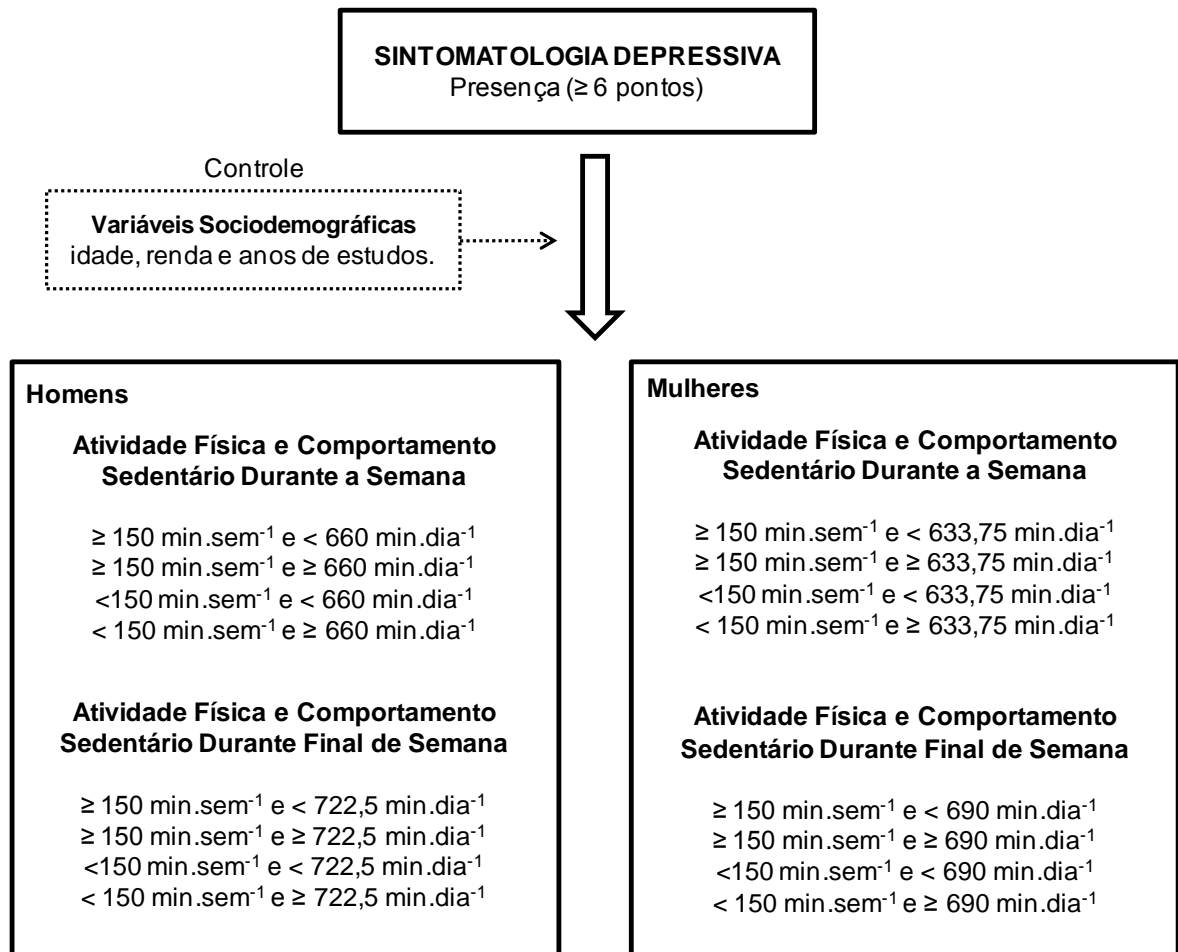 SINTOMATOLOGIA DEPRESSIVA
Presença (≥ 6 pontos)
Controle
Variáveis Sociodemográficas
idade, renda e anos de estudos.
Homens
Atividade Física e Comportamento
Sedentário Durante a Semana
≥ 150 min.sem⁻¹ e < 660 min.dia⁻¹
≥ 150 min.sem⁻¹ e ≥ 660 min.dia⁻¹
<150 min.sem⁻¹ e < 660 min.dia⁻¹
< 150 min.sem⁻¹ e ≥ 660 min.dia⁻¹
Atividade Física e Comportamento
Sedentário Durante Final de Semana
≥ 150 min.sem⁻¹ e < 722,5 min.dia⁻¹
≥ 150 min.sem⁻¹ e ≥ 722,5 min.dia⁻¹
<150 min.sem⁻¹ e < 722,5 min.dia⁻¹
< 150 min.sem⁻¹ e ≥ 722,5 min.dia⁻¹
Mulheres
Atividade Física e Comportamento
Sedentário Durante a Semana
≥ 150 min.sem⁻¹ e < 633,75 min.dia⁻¹
≥ 150 min.sem⁻¹ e ≥ 633,75 min.dia⁻¹
<150 min.sem⁻¹ e < 633,75 min.dia⁻¹
< 150 min.sem⁻¹ e ≥ 633,75 min.dia⁻¹
Atividade Física e Comportamento
Sedentário Durante Final de Semana
≥ 150 min.sem⁻¹ e < 690 min.dia⁻¹
≥ 150 min.sem⁻¹ e ≥ 690 min.dia⁻¹
<150 min.sem⁻¹ e < 690 min.dia⁻¹
< 150 min.sem⁻¹ e ≥ 690 min.dia⁻¹